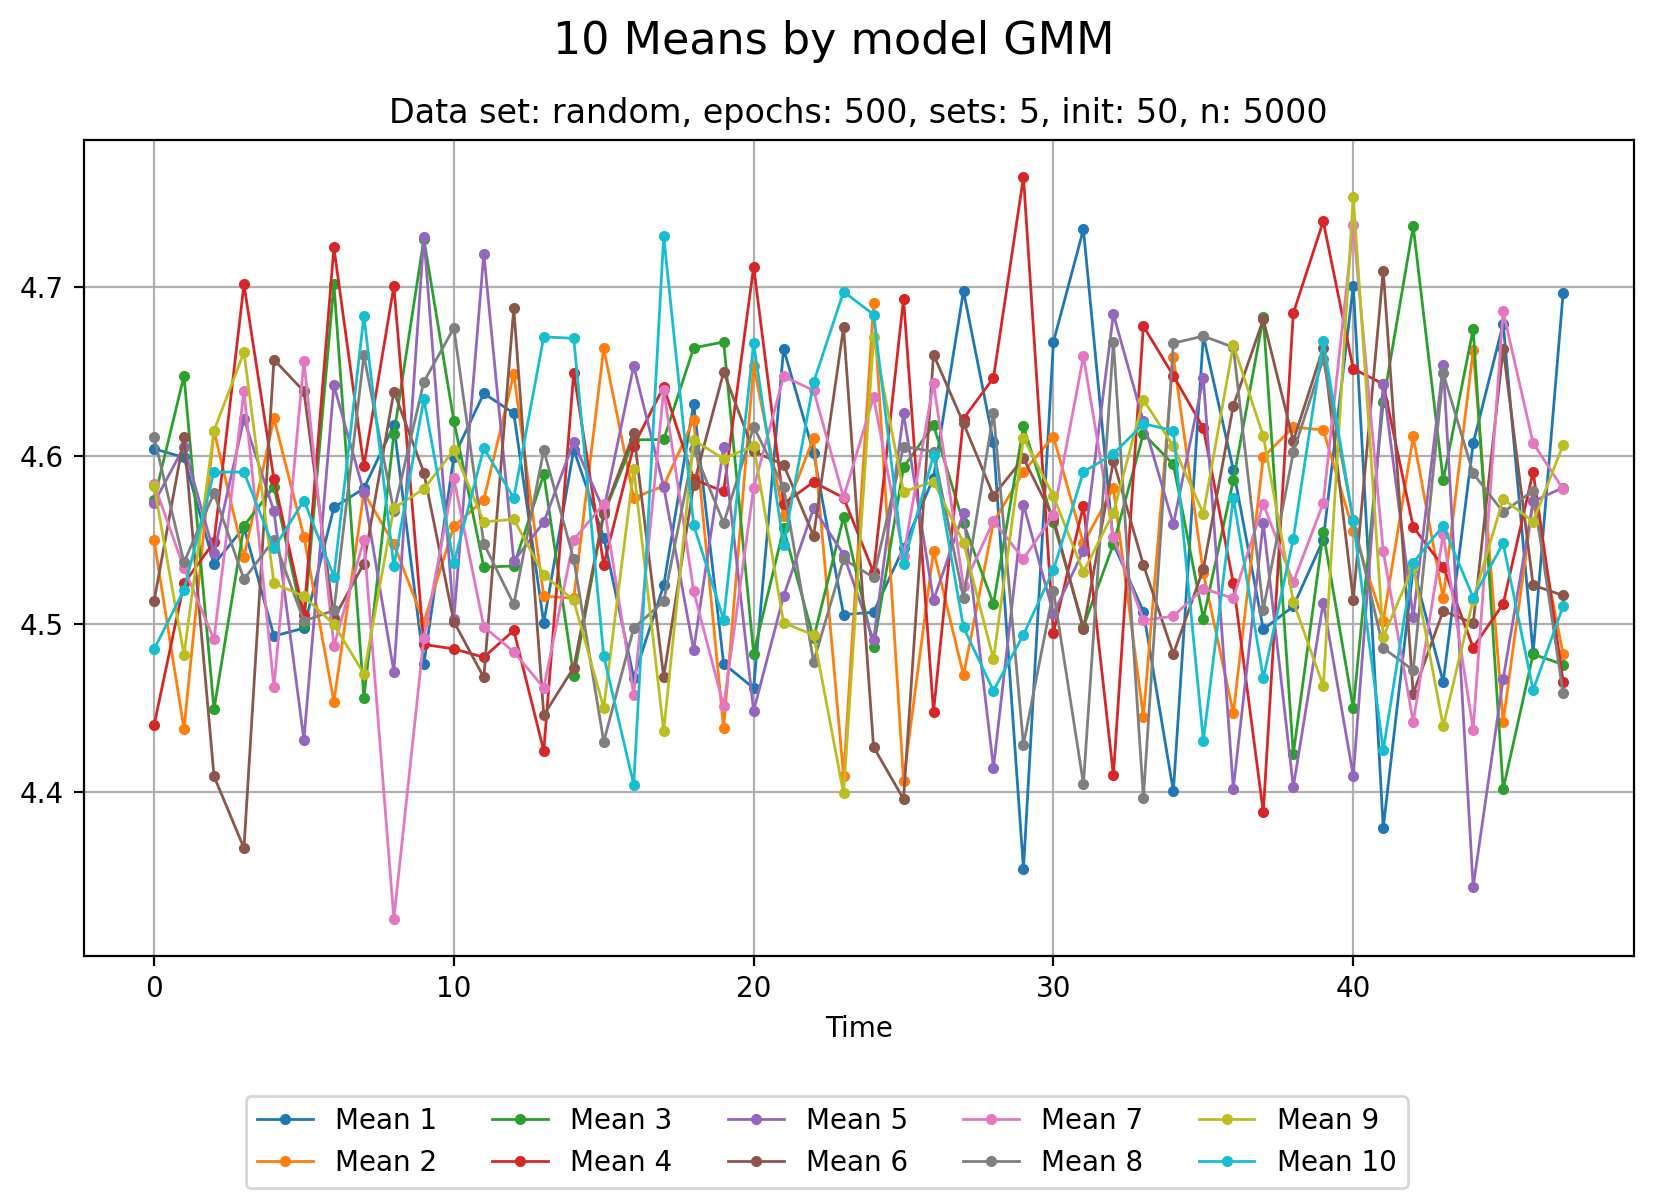 10 Means by model GMM
Data set: random, epochs: 500, sets: 5, init: 50, n: 5000
4.7
4.6
4.5
4.4
0 10 20 30 40
Time
Mean 1 Mean 3 Mean 5 Mean 7 Mean 9
Mean 2 Mean 4 Mean 6 Mean 8 Mean 10